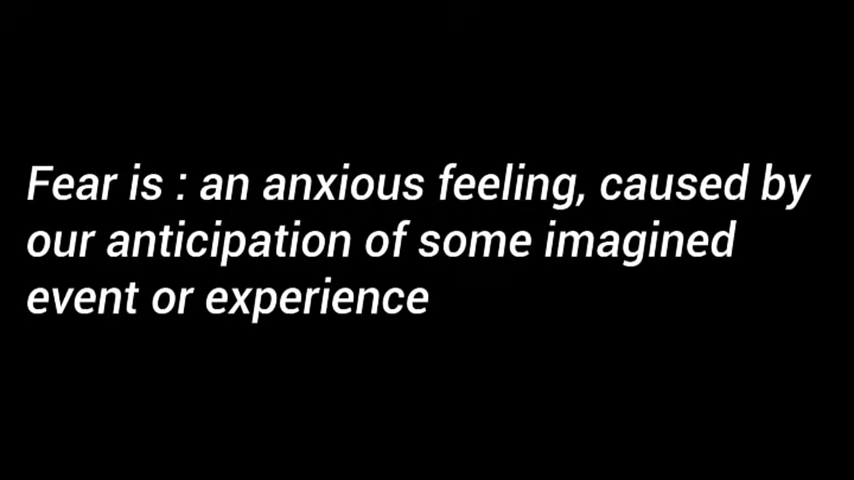 Fear is : an anxious feeling, caused by
our anticipation of some imagined
event or experience